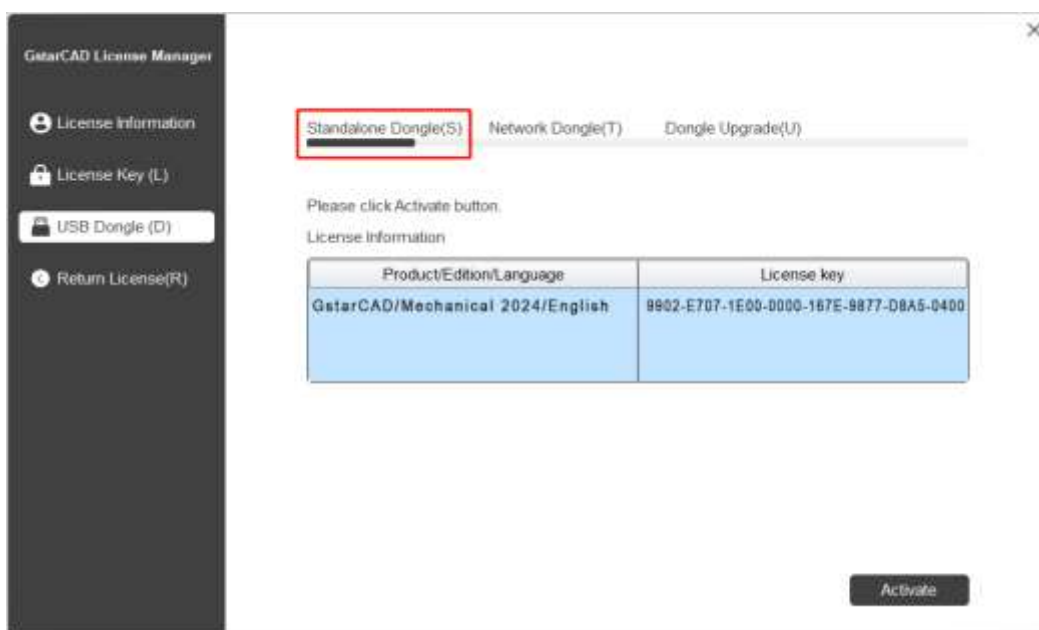 GstarCAD License Manager
License Information
License Key (L)
USB Dongle (D)
Return License(R)
Standalone Dongle(S) Network Dongle(T) Dongle Upgrade(U)
Please click Activate button.
License Information
Product/Edition/Language License key
GstarCAD/Mechanical 2024/English 9902-E707-1E00-0000-167E-9877-D8A5-0400
Activate